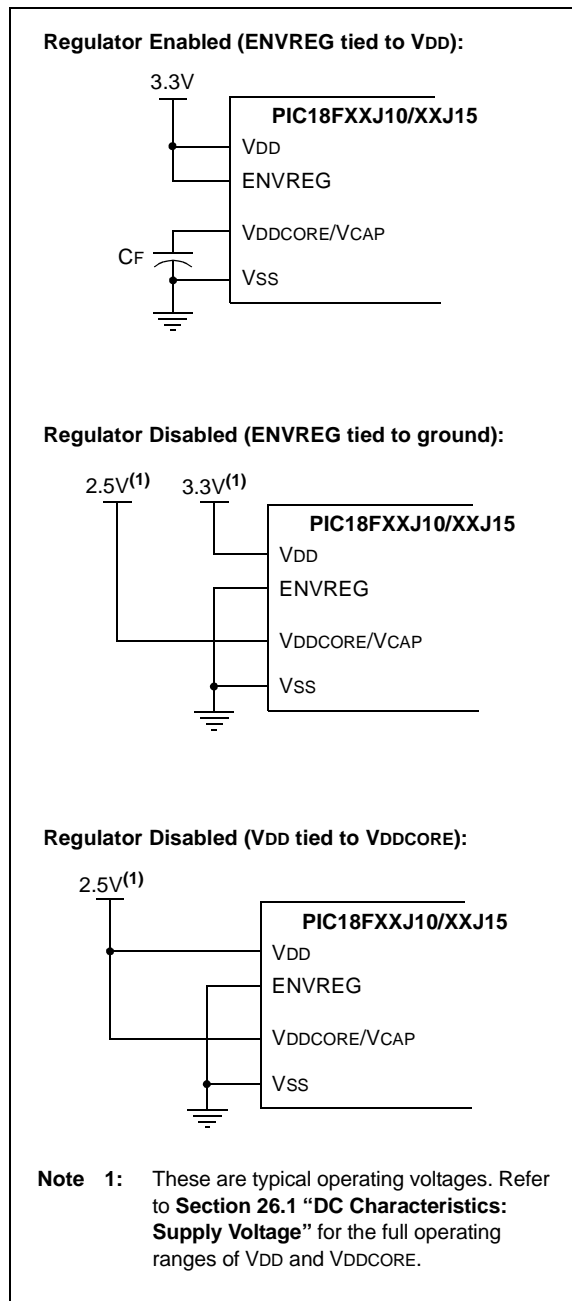 Regulator Enabled (ENVREG tied to VDD):
3.3V
PIC18FXXJ10/XXJ15
VDD
ENVREG
VDDCORE/VCAP
CF
VSS
Regulator Disabled (ENVREG tied to ground):
2.5V(1) 3.3V(1)
PIC18FXXJ10/XXJ15
VDD
ENVREG
VDDCORE/VCAP
VSS
Regulator Disabled (VDD tied to VDDCORE):
2.5V(1)
PIC18FXXJ10/XXJ15
VDD
ENVREG
VDDCORE/VCAP
VSS
Note 1: These are typical operating voltages. Refer
to Section 26.1 “DC Characteristics:
Supply Voltage” for the full operating
ranges of VDD and VDDCORE.